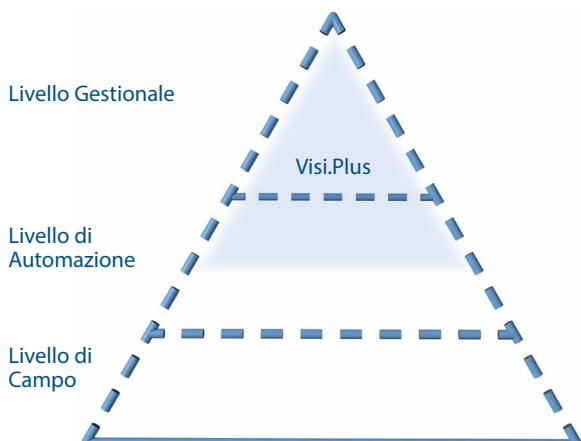 Livello Gestionale
Visi.Plus
Livello di
Automazione
Livello di
Campo